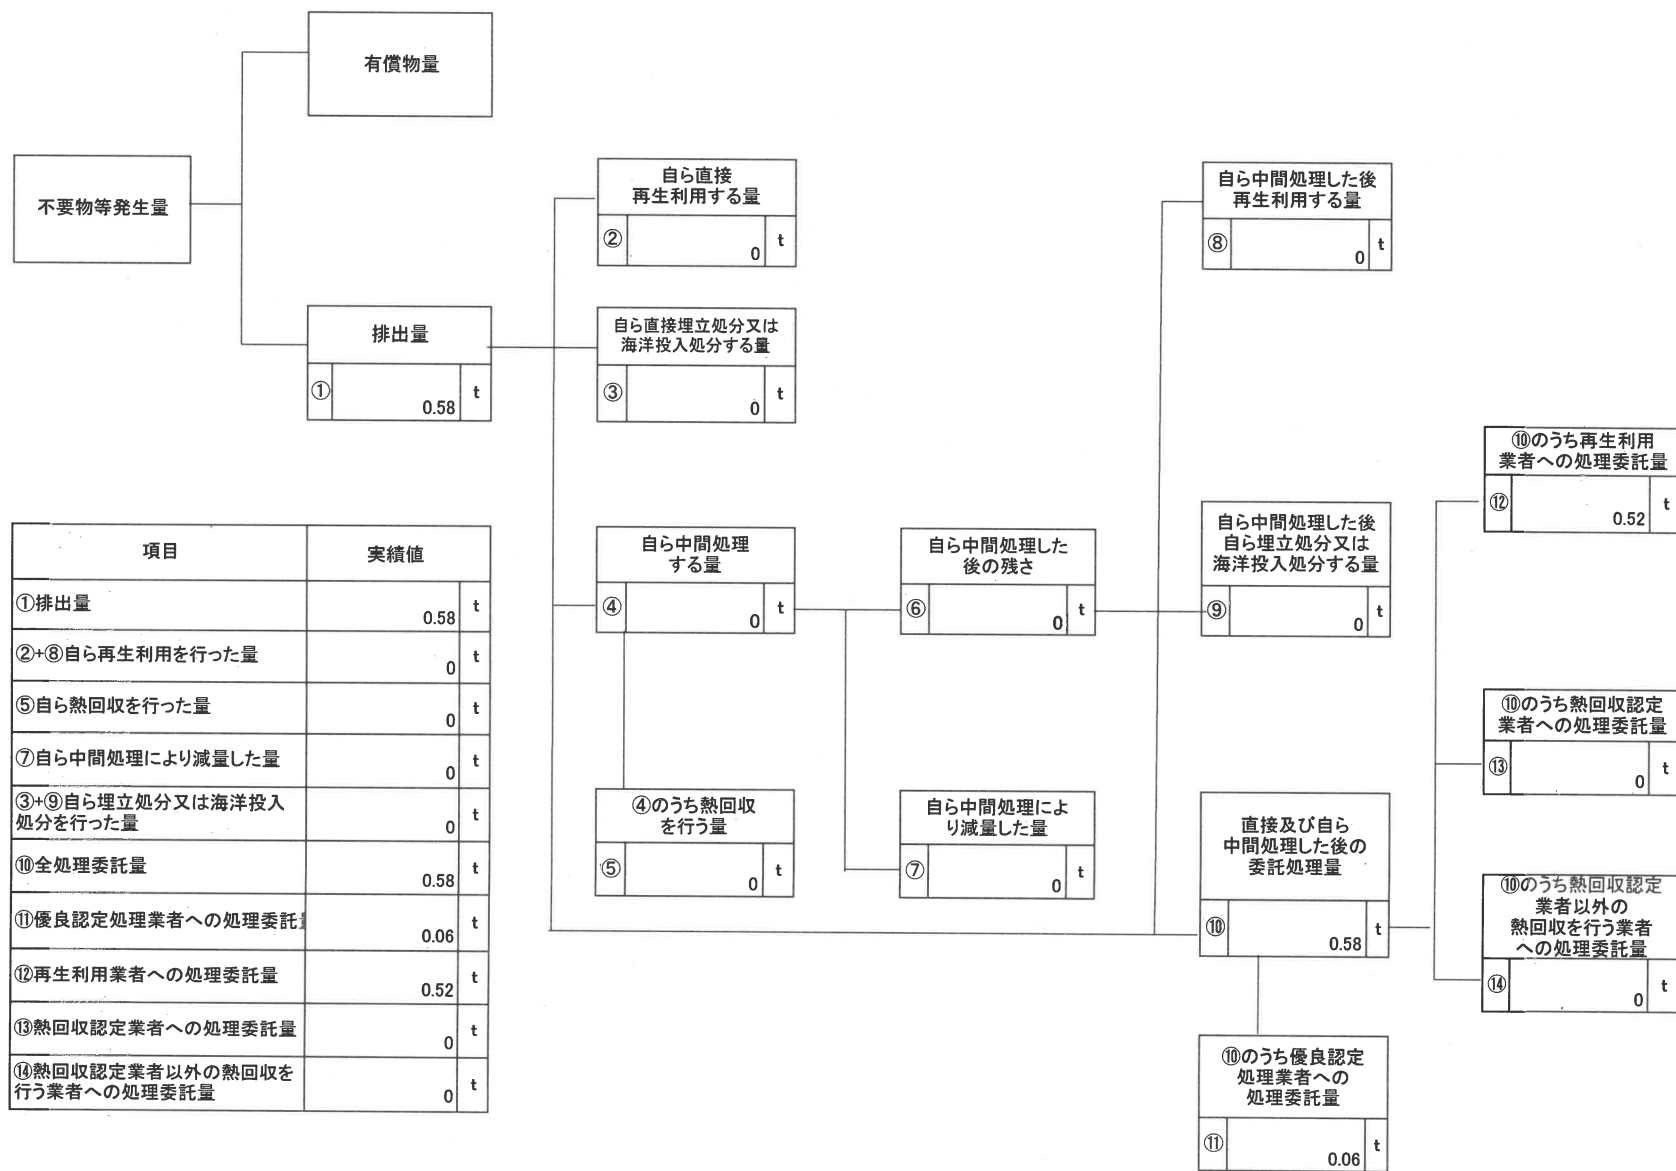 有償物量
不要物等発生量
排出量
① 0.58 t
自ら直接
再生利用する量
② 0 t
自ら直接埋立処分又は
海洋投入処分する量
③ 0 t
自ら中間処理
する量
④ 0 t
④のうち熱回収
を行う量
⑤ 0 t
自ら中間処理した
後の残さ
⑥ 0 t
自ら中間処理によ
り減量した量
⑦ 0 t
自ら中間処理した後
再生利用する量
⑧ 0 t
自ら中間処理した後
自ら埋立処分又は
海洋投入処分する量
⑨ 0 t
直接及び自ら
中間処理した後の
委託処理量
⑩ 0.58 t
⑩のうち優良認定
処理業者への
処理委託量
⑪ 0.06 t
⑩のうち再生利用
業者への処理委託量
⑫ 0.52 t
⑩のうち熱回収認定
業者への処理委託量
⑬ 0 t
⑩のうち熱回収認定
業者以外の
熱回収を行う業者
への処理委託量
⑭ 0 t
項目 実績値
①排出量 0.58 t
②+⑧自ら再生利用を行った量 0 t
⑤自ら熱回収を行った量 0 t
⑦自ら中間処理により減量した量 0 t
③+⑨自ら埋立処分又は海洋投入
処分を行った量 0 t
⑩全処理委託量 0.58 t
⑪優良認定処理業者への処理委託量 0.06 t
⑫再生利用業者への処理委託量 0.52 t
⑬熱回収認定業者への処理委託量 0 t
⑭熱回収認定業者以外の熱回収を
行う業者への処理委託量 0 t